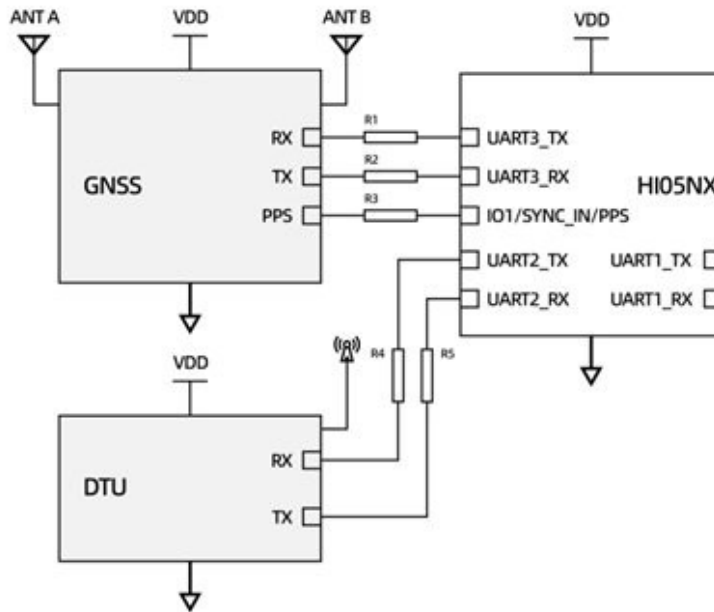 ANT A
VDD
ANT B
VDD
R1
RX
UART3_TX
R2
GNSS
TX
UART3_RX
HI05NX
R3
PPS
IO1/SYNC_IN/PPS
UART2_TX
UART1_TX
UART2_RX
UART1_RX
VDD
R4
R5
RX
DTU
TX